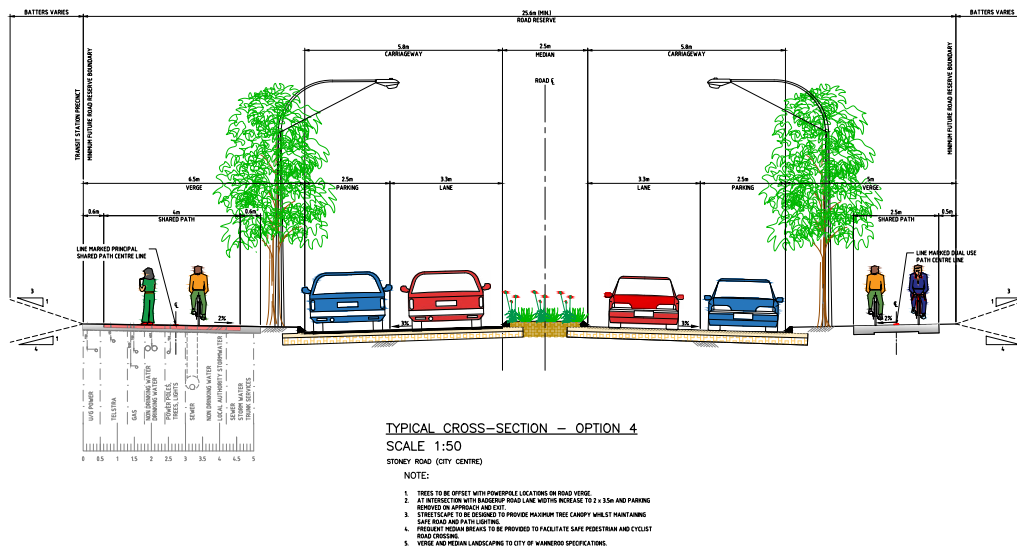 BATTERS VARIES
25.6m (MIN.)
ROAD RESERVE
BATTERS VARIES
5.8m
CARRIAGEWAY
2.5m
MEDIAN
5.8m
CARRIAGEWAY
ROAD ℄
TRANSIT STATION PRECINCT
MINIMUM FUTURE ROAD RESERVE BOUNDARY
MINIMUM FUTURE ROAD RESERVE BOUNDARY
6.5m
VERGE
2.5m
PARKING
3.3m
LANE
3.3m
LANE
2.5m
PARKING
5m
VERGE
0.6m
4m
SHARED PATH
0.6m
2.5m
SHARED PATH
0.5m
LINE MARKED PRINCIPAL
SHARED PATH CENTRE LINE
LINE MARKED DUAL USE
PATH CENTRE LINE
3
1
℄
2%
3%
3%
℄
2%
3
1
4
1
1
4
U/G POWER
TELSTRA
GAS
NON DRINKING WATER
DRINKING WATER
POWER POLES,
TREES, LIGHTS
SEWER
NON DRINKING WATER
LOCAL AUTHORITY STORMWATER
SEWER
STORM WATER
TRUNK SERVICES
0 0.5 1 1.5 2 2.5 3 3.5 4 4.5 5
TYPICAL CROSS-SECTION - OPTION 4
SCALE 1:50
STONEY ROAD (CITY CENTRE)
NOTE:
1. TREES TO BE OFFSET WITH POWERPOLE LOCATIONS ON ROAD VERGE.
2. AT INTERSECTION WITH BADGERUP ROAD LANE WIDTHS INCREASE TO 2 x 3.5m AND PARKING
REMOVED ON APPROACH AND EXIT.
3. STREETSCAPE TO BE DESIGNED TO PROVIDE MAXIMUM TREE CANOPY WHILST MAINTAINING
SAFE ROAD AND PATH LIGHTING.
4. FREQUENT MEDIAN BREAKS TO BE PROVIDED TO FACILITATE SAFE PEDESTRIAN AND CYCLIST
ROAD CROSSING.
5. VERGE AND MEDIAN LANDSCAPING TO CITY OF WANNEROO SPECIFICATIONS.